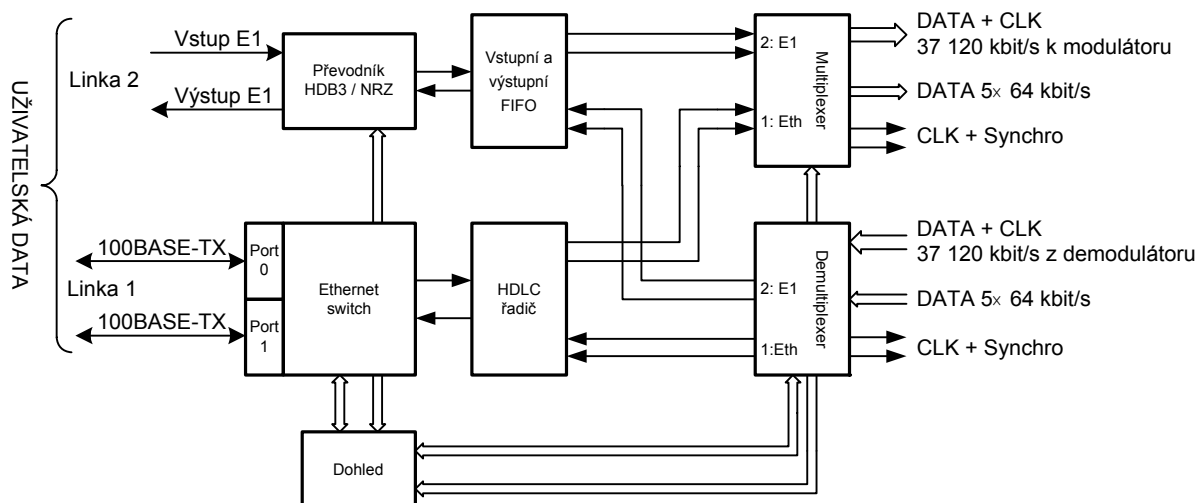 UŽIVATELSKÁ DATA
Linka 2
Vstup E1
Výstup E1
Převodník
HDB3 / NRZ
Vstupní a
výstupní
FIFO
2: E1
1: Eth
Multiplexer
DATA + CLK
37 120 kbit/s k modulátoru
DATA 5x 64 kbit/s
CLK + Synchro
Linka 1
100BASE-TX
100BASE-TX
Port
0
Port
1
Ethernet
switch
HDLC
řadič
2: E1
1:Eth
Demultiplexer
DATA + CLK
37 120 kbit/s z demodulátoru
DATA 5x 64 kbit/s
CLK + Synchro
Dohled